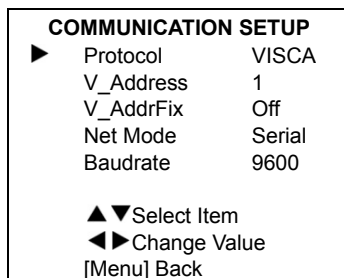 COMMUNICATION SETUP
▶ Protocol VISCA
V_Address 1
V_AddrFix Off
Net Mode Serial
Baudrate 9600
▲▼Select Item
◀▶Change Value
[Menu] Back